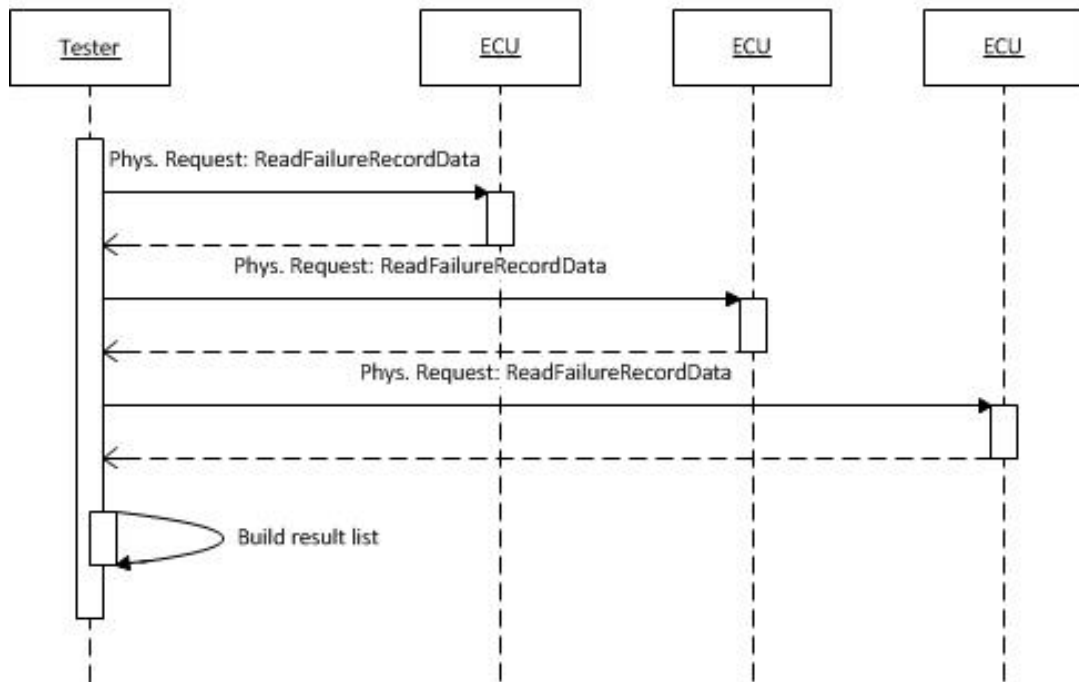 Tester
ECU
ECU
ECU
Phys. Request: ReadFailureRecordData
Phys. Request: ReadFailureRecordData
Phys. Request: ReadFailureRecordData
Build result list